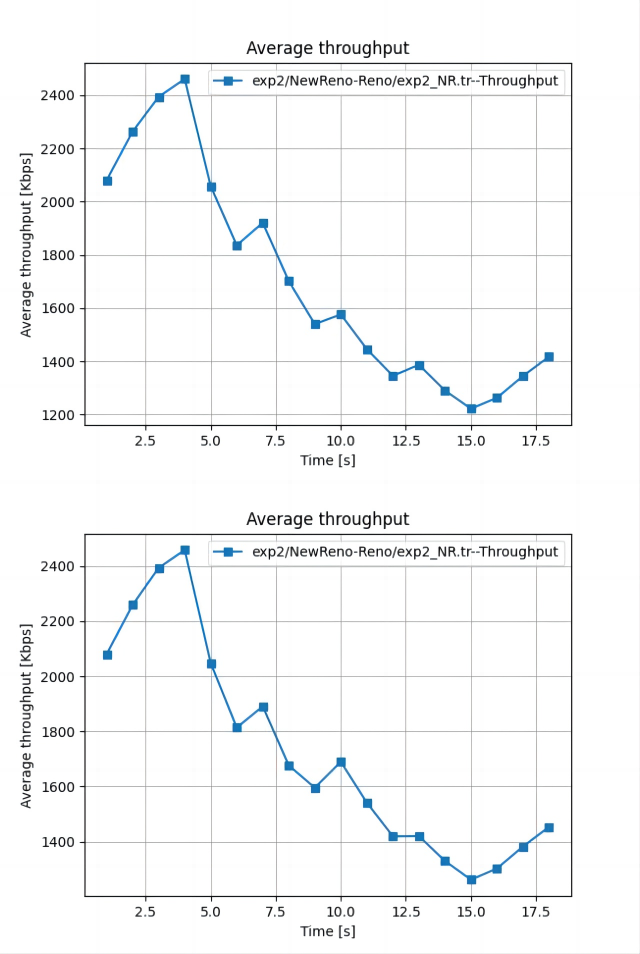 Average throughput
exp2/NewReno-Reno/exp2_NR.tr--Throughput
Average throughput [Kbps]
2400
2200
2000
1800
1600
1400
1200
2.5 5.0 7.5 10.0 12.5 15.0 17.5
Time [s]
Average throughput
exp2/NewReno-Reno/exp2_NR.tr--Throughput
Average throughput [Kbps]
2400
2200
2000
1800
1600
1400
2.5 5.0 7.5 10.0 12.5 15.0 17.5
Time [s]